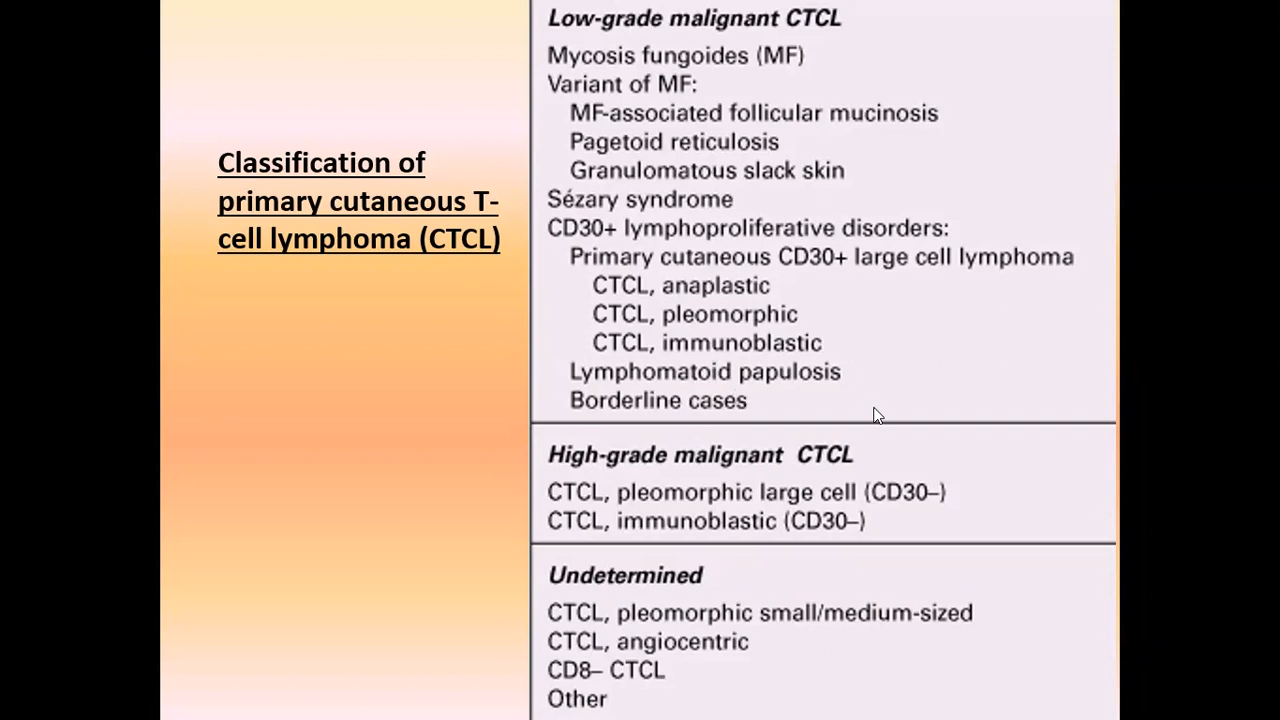 Classification of
primary cutaneous T-
cell lymphoma (CTCL)
Low-grade malignant CTCL
Mycosis fungoides (MF)
Variant of MF:
MF-associated follicular mucinosis
Pagetoid reticulosis
Granulomatous slack skin
Sézary syndrome
CD30+ lymphoproliferative disorders:
Primary cutaneous CD30+ large cell lymphoma
CTCL, anaplastic
CTCL, pleomorphic
CTCL, immunoblastic
Lymphomatoid papulosis
Borderline cases
High-grade malignant CTCL
CTCL, pleomorphic large cell (CD30–)
CTCL, immunoblastic (CD30–)
Undetermined
CTCL, pleomorphic small/medium-sized
CTCL, angiocentric
CD8– CTCL
Other